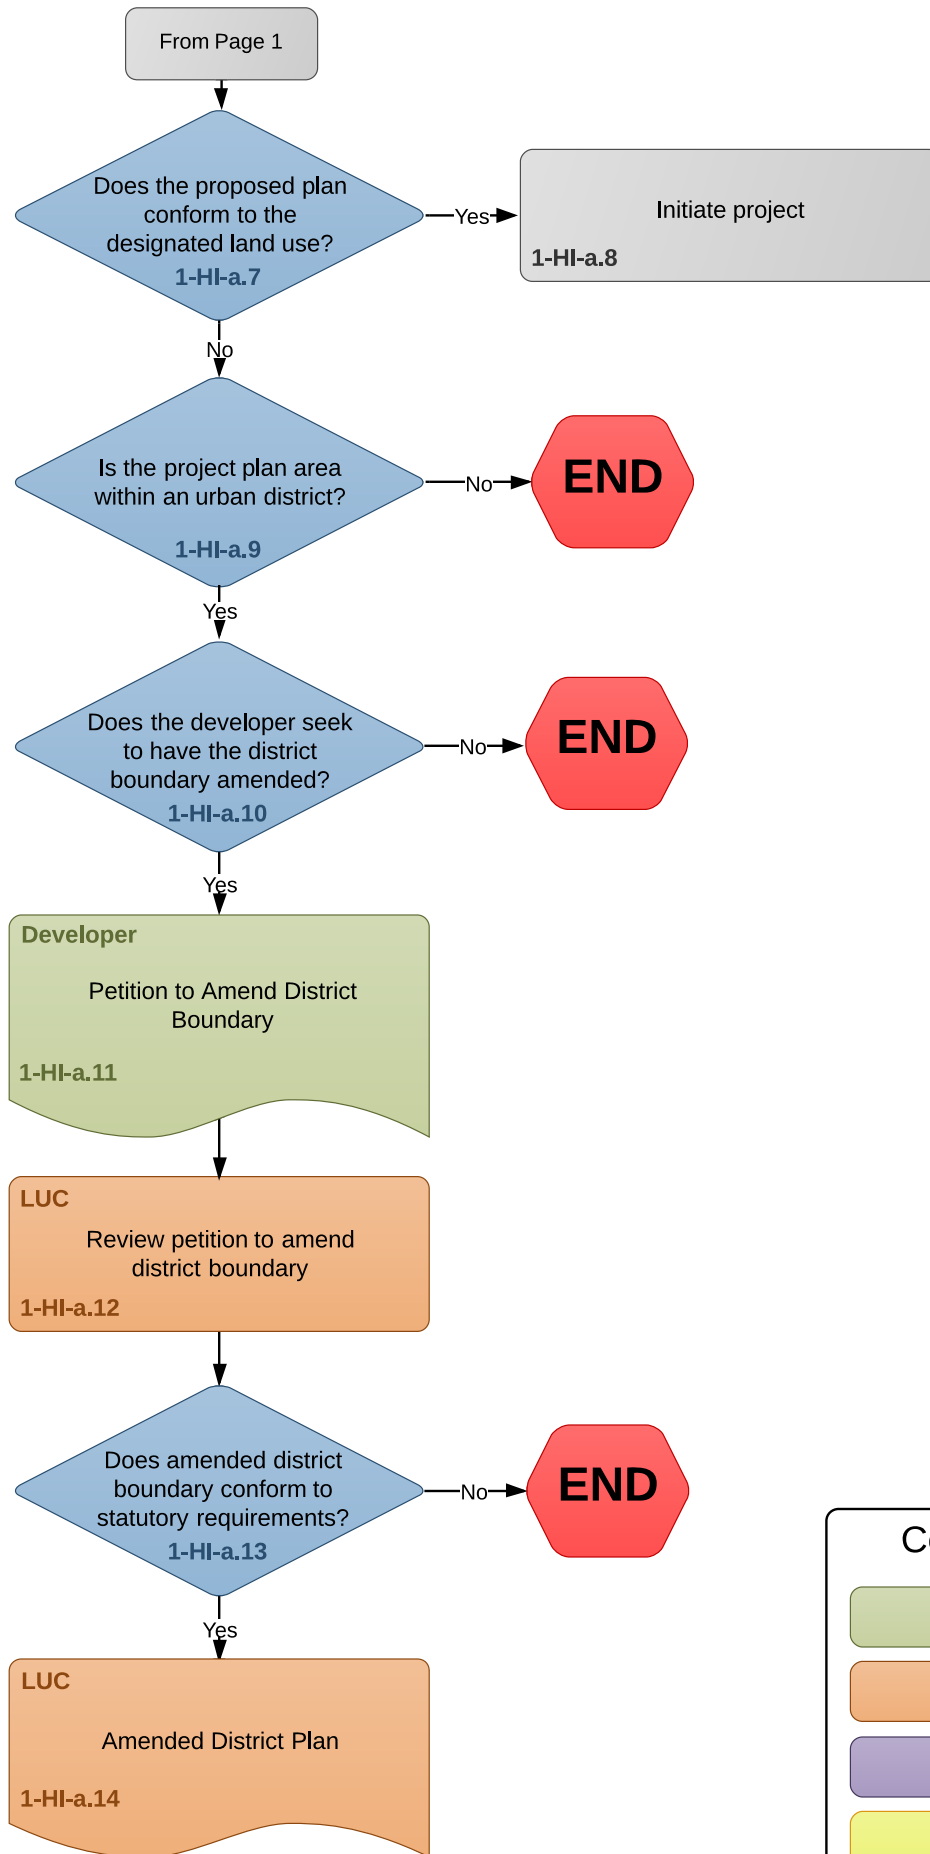 From Page 1
Does the proposed plan
conform to the
designated land use?
1-HI-a.7
Yes
Initiate project
1-HI-a.8
No
Is the project plan area
within an urban district?
1-HI-a.9
No
END
Yes
Does the developer seek
to have the district
boundary amended?
1-HI-a.10
No
END
Yes
Developer
Petition to Amend District
Boundary
1-HI-a.11
LUC
Review petition to amend
district boundary
1-HI-a.12
Does amended district
boundary conform to
statutory requirements?
1-HI-a.13
No
END
Yes
LUC
Amended District Plan
1-HI-a.14